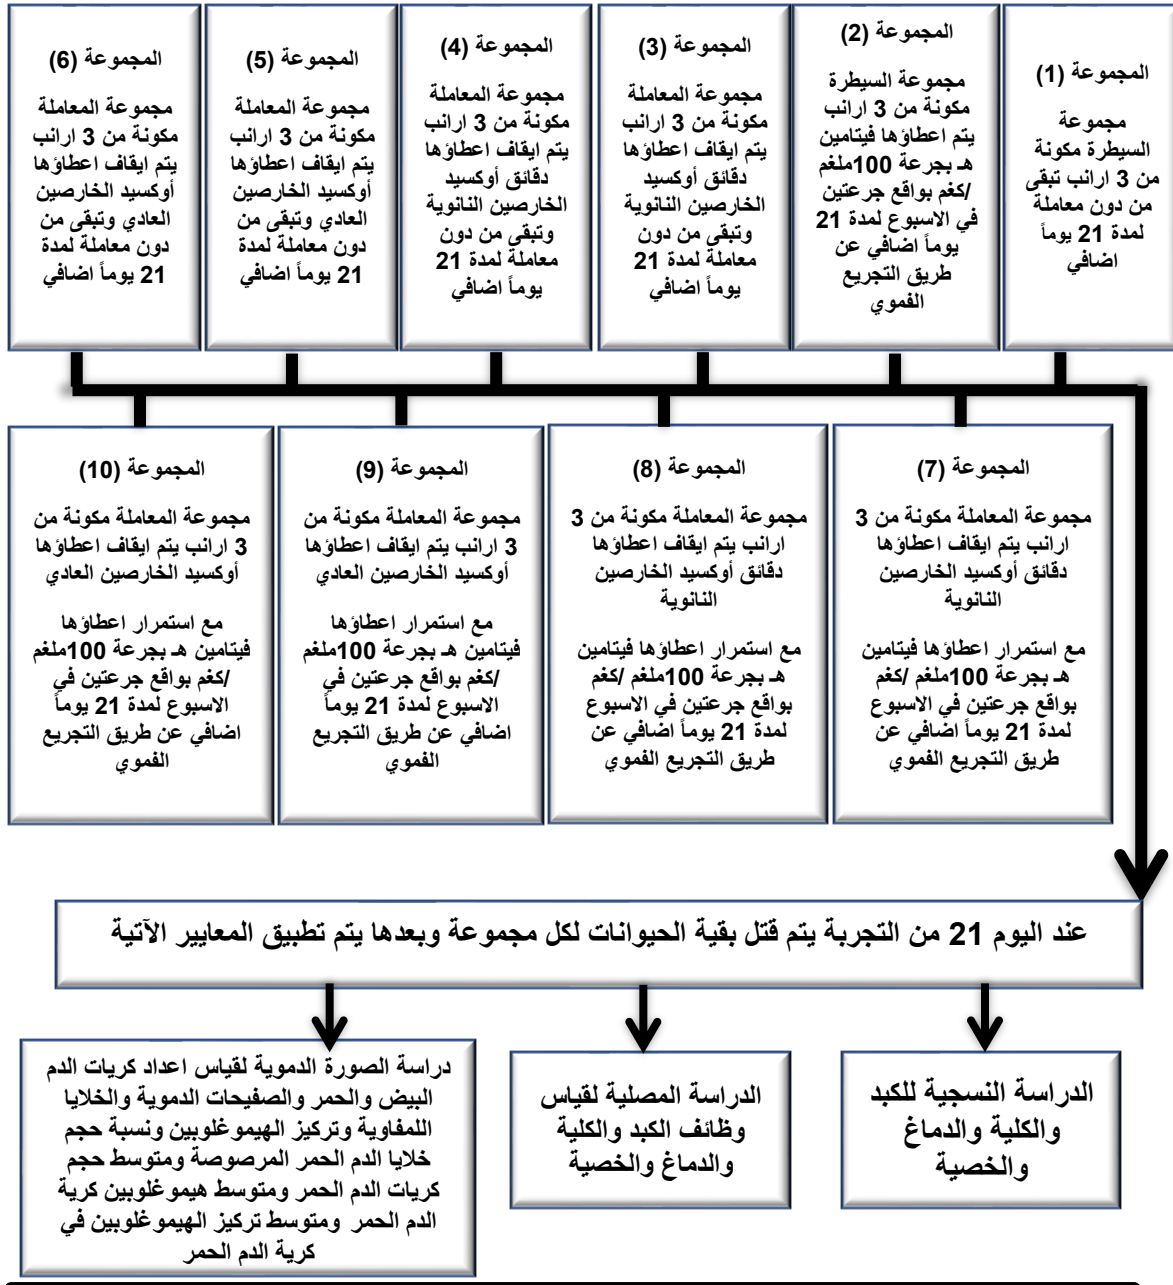 المجموعة (1)
مجموعة
السيطرة مكونة
من 3 ارانب تبقى
من دون معاملة
لمدة 21 يوماً
اضافي
المجموعة (2)
مجموعة السيطرة
مكونة من 3 ارانب
يتم اعطاؤها فيتامين
هـ بجرعة 100ملغم
/كغم بواقع جرعتين
في الاسبوع لمدة 21
يوماً اضافي عن
طريق التجريع
الفموي
المجموعة (3)
مجموعة المعاملة
مكونة من 3 ارانب
يتم ايقاف اعطاؤها
دقائق أوكسيد
الخارصين النانوية
وتبقى من دون
معاملة لمدة 21
يوماً اضافي
المجموعة (4)
مجموعة المعاملة
مكونة من 3 ارانب
يتم ايقاف اعطاؤها
دقائق أوكسيد
الخارصين النانوية
وتبقى من دون
معاملة لمدة 21
يوماً اضافي
المجموعة (5)
مجموعة المعاملة
مكونة من 3 ارانب
يتم ايقاف اعطاؤها
أوكسيد الخارصين
العادي وتبقى من
دون معاملة لمدة
21 يوماً اضافي
المجموعة (6)
مجموعة المعاملة
مكونة من 3 ارانب
يتم ايقاف اعطاؤها
أوكسيد الخارصين
العادي وتبقى من
دون معاملة لمدة
21 يوماً اضافي
المجموعة (7)
مجموعة المعاملة مكونة من 3
ارانب يتم ايقاف اعطاؤها
دقائق أوكسيد الخارصين
النانوية
مع استمرار اعطاؤها فيتامين
هـ بجرعة 100ملغم /كغم
بواقع جرعتين في الاسبوع
لمدة 21 يوماً اضافي عن
طريق التجريع الفموي
المجموعة (8)
مجموعة المعاملة مكونة من 3
ارانب يتم ايقاف اعطاؤها
دقائق أوكسيد الخارصين
النانوية
مع استمرار اعطاؤها فيتامين
هـ بجرعة 100ملغم /كغم
بواقع جرعتين في الاسبوع
لمدة 21 يوماً اضافي عن
طريق التجريع الفموي
المجموعة (9)
مجموعة المعاملة مكونة من
3 ارانب يتم ايقاف اعطاؤها
أوكسيد الخارصين العادي
مع استمرار اعطاؤها
فيتامين هـ بجرعة 100ملغم
/كغم بواقع جرعتين في
الاسبوع لمدة 21 يوماً
اضافي عن طريق التجريع
الفموي
المجموعة (10)
مجموعة المعاملة مكونة من
3 ارانب يتم ايقاف اعطاؤها
أوكسيد الخارصين العادي
مع استمرار اعطاؤها
فيتامين هـ بجرعة 100ملغم
/كغم بواقع جرعتين في
الاسبوع لمدة 21 يوماً
اضافي عن طريق التجريع
الفموي
عند اليوم 21 من التجربة يتم قتل بقية الحيوانات لكل مجموعة وبعدها يتم تطبيق المعايير الآتية
الدراسة النسجية للكبد
والكلية والدماغ
والخصية
الدراسة المصلية لقياس
وظائف الكبد والكلية
والدماغ والخصية
دراسة الصورة الدموية لقياس اعداد كريات الدم
البيض والحمر والصفيحات الدموية والخلايا
اللمفاوية وتركيز الهيموغلوبين ونسبة حجم
خلايا الدم الحمر المرصوصة ومتوسط حجم
كريات الدم الحمر ومتوسط هيموغلوبين كرية
الدم الحمر ومتوسط تركيز الهيموغلوبين في
كرية الدم الحمر